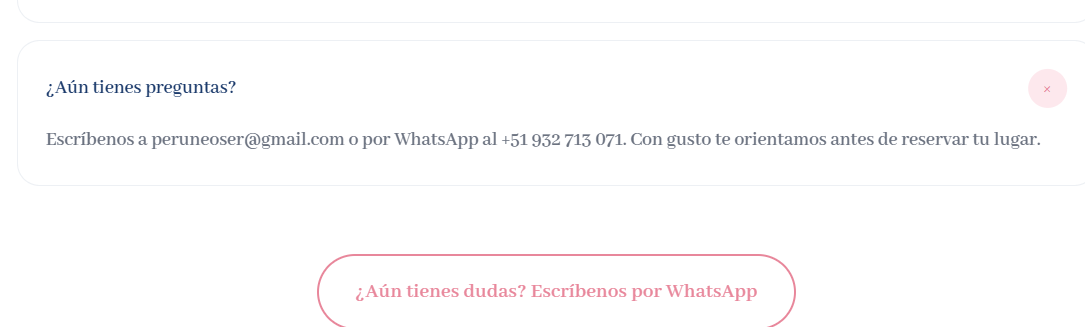 ¿Aún tienes preguntas?
×
Escríbenos a peruneoser@gmail.com o por WhatsApp al +51 932 713 071. Con gusto te orientamos antes de reservar tu lugar.
¿Aún tienes dudas? Escríbenos por WhatsApp